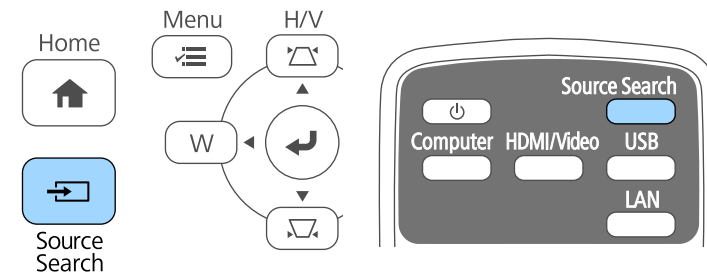 Home
Menu
H/V
W
Source
Search
Source Search
Computer
HDMI/Video
USB
LAN